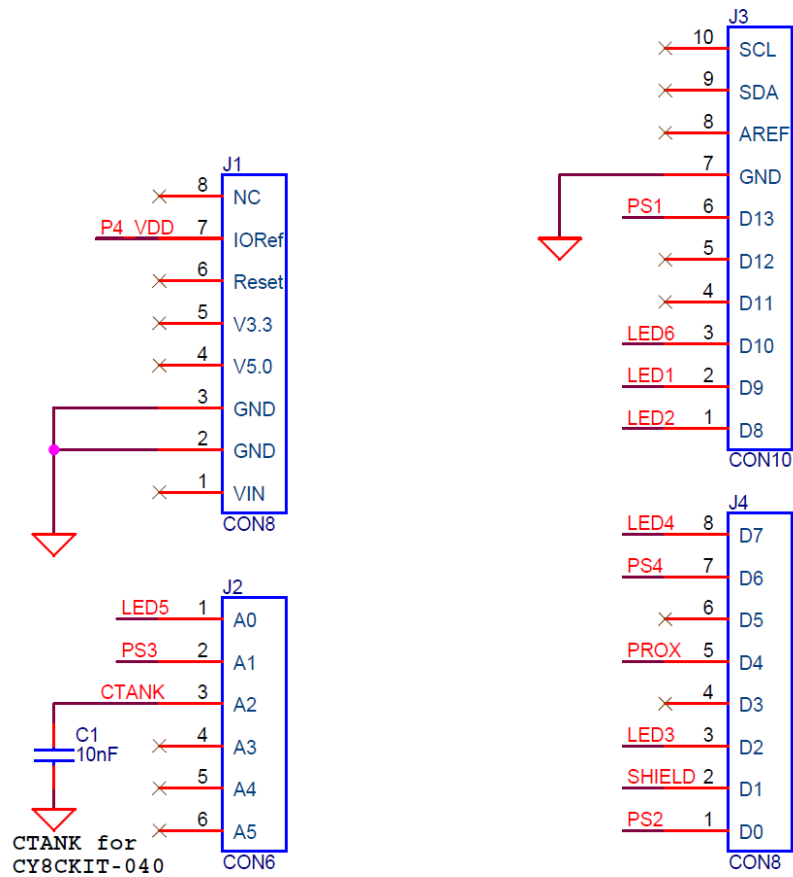 J1
8 NC
P4_VDD 7 IORef
6 Reset
5 V3.3
4 V5.0
3 GND
2 GND
1 VIN
CON8
J2
LED5 1 A0
PS3 2 A1
CTANK 3 A2
C1
10nF
4 A3
5 A4
6 A5
CON6
CTANK for
CY8CKIT-040
J3
10 SCL
9 SDA
8 AREF
7 GND
PS1 6 D13
5 D12
4 D11
LED6 3 D10
LED1 2 D9
LED2 1 D8
CON10
J4
LED4 8 D7
PS4 7 D6
6 D5
PROX 5 D4
4 D3
LED3 3 D2
SHIELD 2 D1
PS2 1 D0
CON8